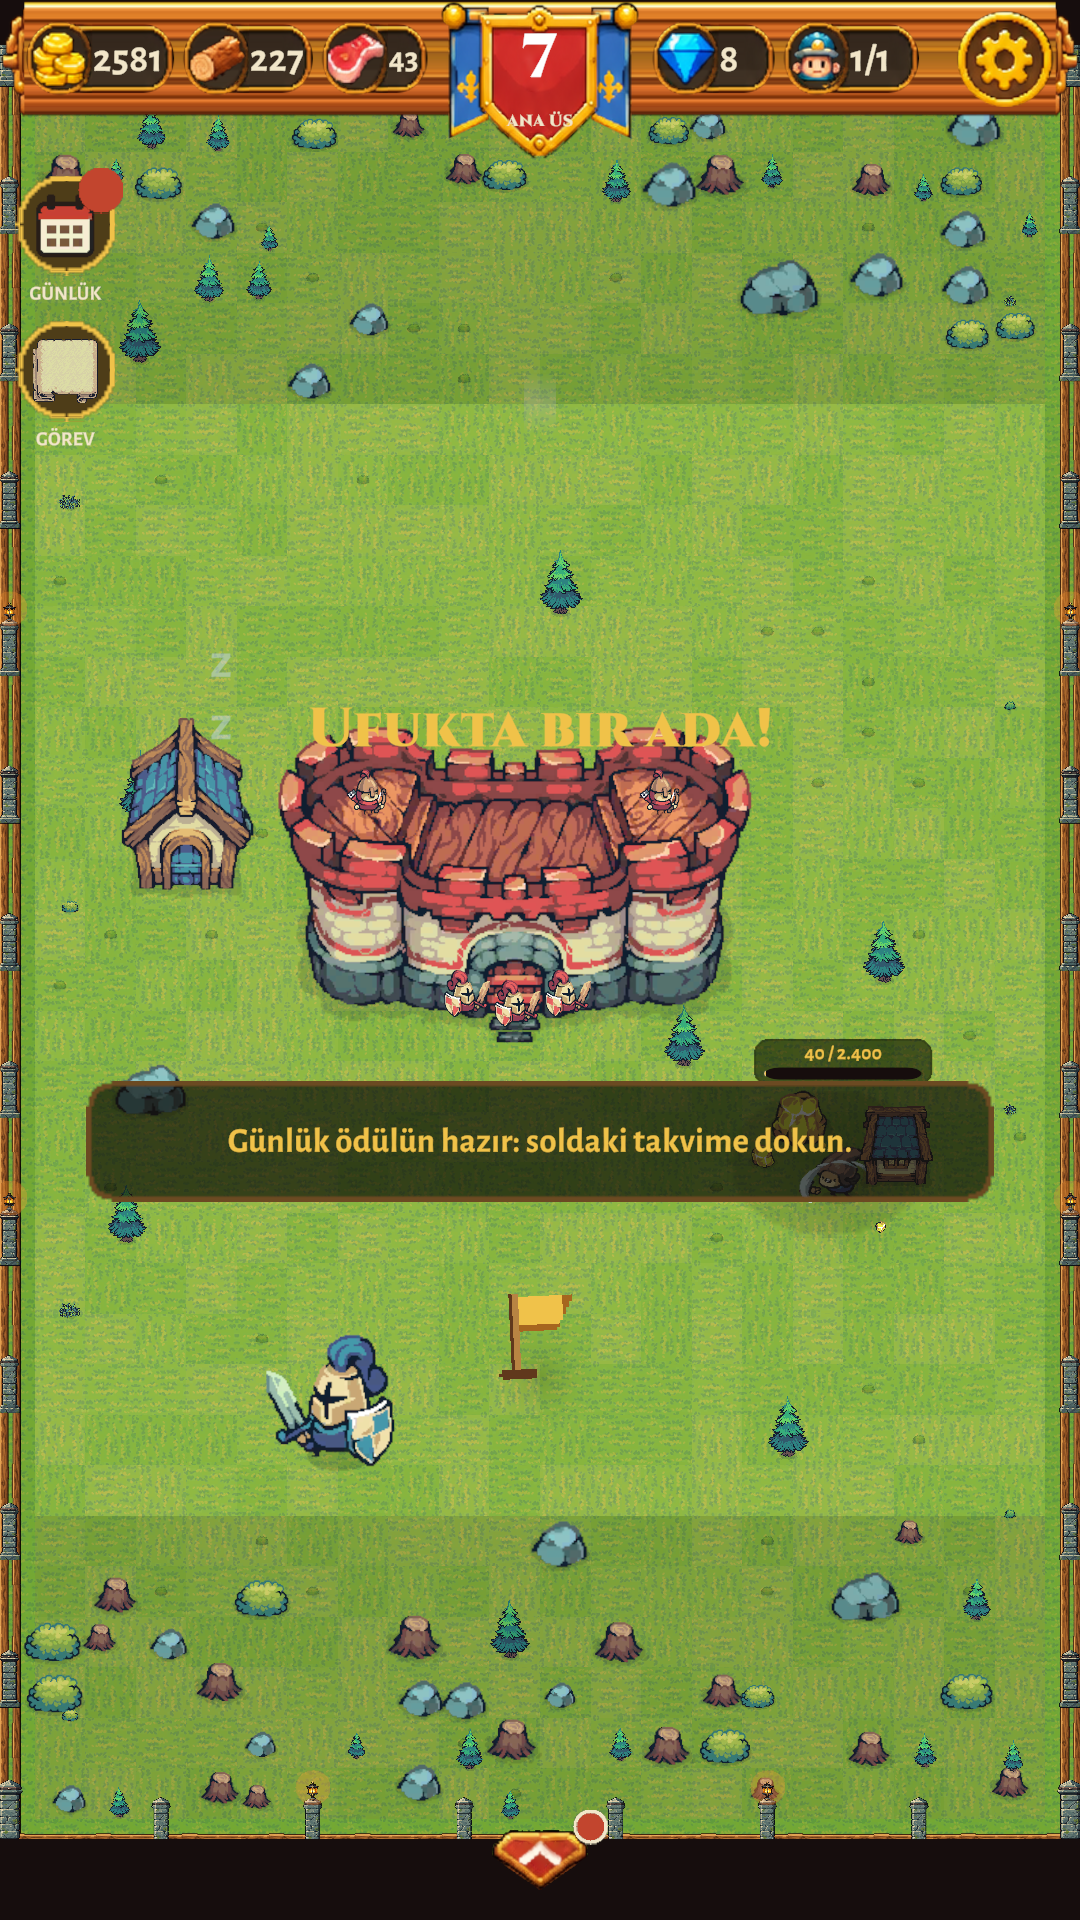 2581
227
43
7
ANA ÜS
8
1/1
GÜNLÜK
GÖREV
Z
Z
UFUKTA BIR ADA!
40 / 2.400
Günlük ödülün hazır: soldaki takvime dokun.